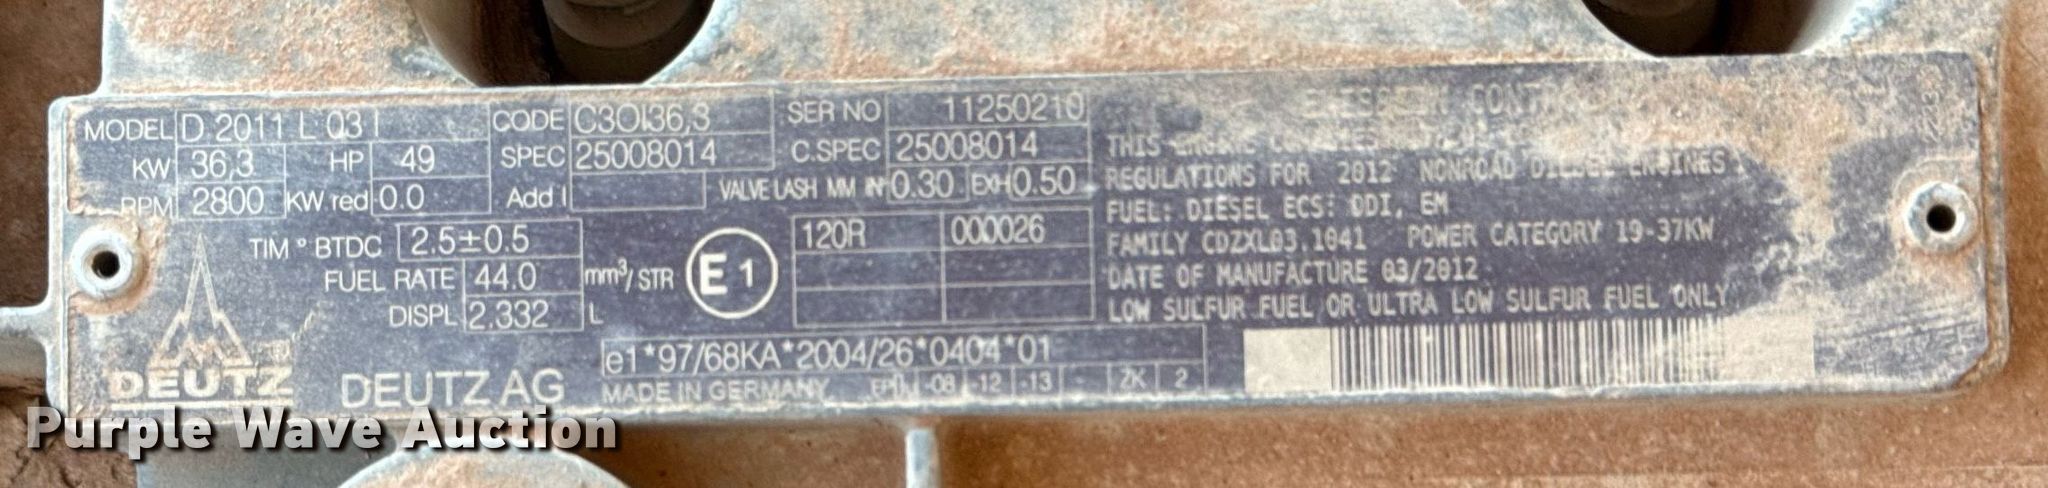 MODEL D 2011 L 03 I CODE C3OI36,3 SER NO 11250210
KW 36,3 HP 49 SPEC 25008014 C.SPEC 25008014
RPM 2800 KW red 0.0 Add I VALVE LASH MM IN 0.30 EXH 0.50
TIM ° BTDC 2.5±0.5
FUEL RATE 44.0 mm³/STR
DISPL 2.332 L
E1
120R 000026
THIS
REGULATIONS FOR 2012 NONROAD DIESEL ENGINES
FUEL: DIESEL ECS: DDI, EM
FAMILY CDZXL03.1041 POWER CATEGORY 19-37KW
DATE OF MANUFACTURE 03/2012
LOW SULFUR FUEL OR ULTRA LOW SULFUR FUEL ONLY
DEUTZ
DEUTZ AG
e1*97/68KA*2004/26*0404*01
MADE IN GERMANY -08 -12 -13 - ZK 2
Purple Wave Auction